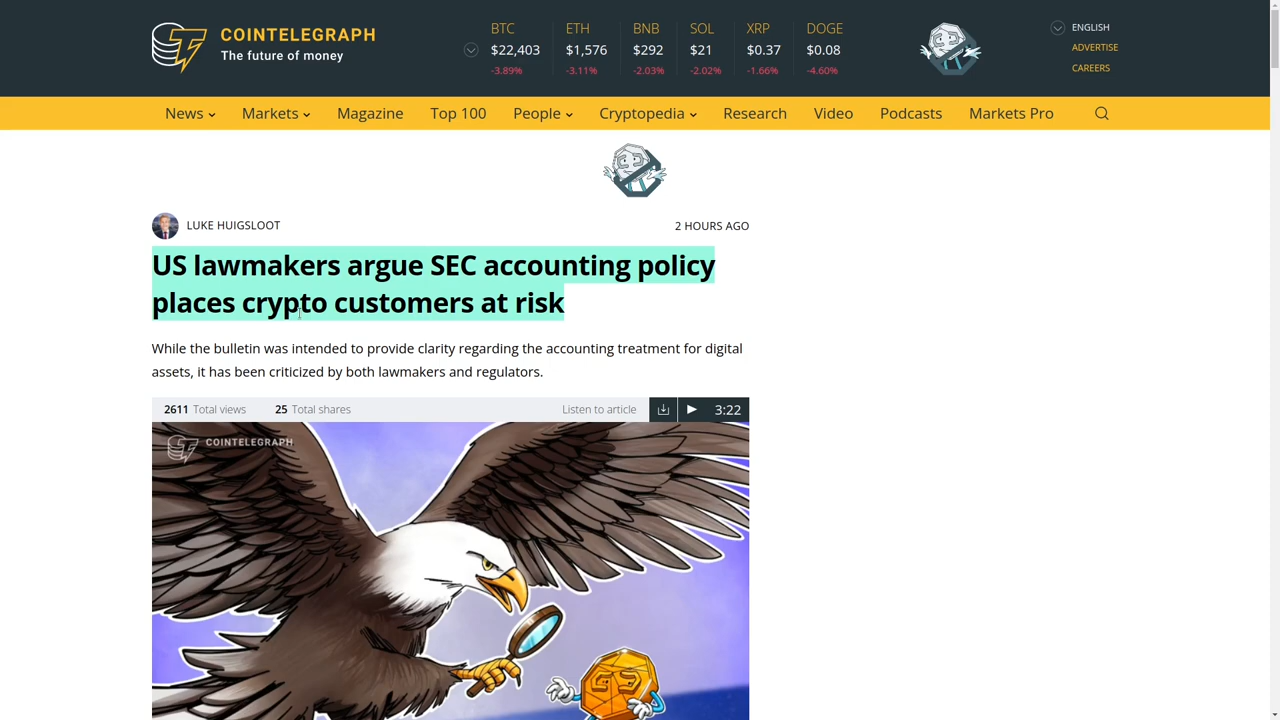 COINTELEGRAPH
The future of money
BTC ETH BNB SOL XRP DOGE
$22,403 $1,576 $292 $21 $0.37 $0.08
-3.89% -3.11% -2.03% -2.02% -1.66% -4.60%
ENGLISH
ADVERTISE
CAREERS
News Markets Magazine Top 100 People Cryptopedia Research Video Podcasts Markets Pro
LUKE HUIGSLOOT 2 HOURS AGO
US lawmakers argue SEC accounting policy
places crypto customers at risk
While the bulletin was intended to provide clarity regarding the accounting treatment for digital
assets, it has been criticized by both lawmakers and regulators.
2611 Total views 25 Total shares Listen to article 3:22
COINTELEGRAPH